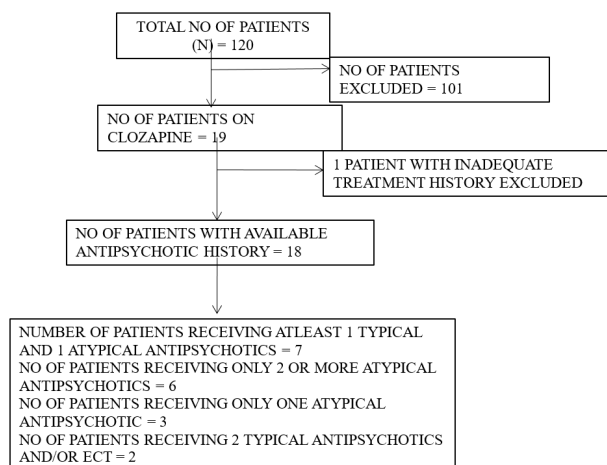 TOTAL NO OF PATIENTS
(N) = 120
NO OF PATIENTS
EXCLUDED = 101
NO OF PATIENTS ON
CLOZAPINE = 19
1 PATIENT WITH INADEQUATE
TREATMENT HISTORY EXCLUDED
NO OF PATIENTS WITH AVAILABLE
ANTIPSYCHOTIC HISTORY = 18
NUMBER OF PATIENTS RECEIVING ATLEAST 1 TYPICAL
AND 1 ATYPICAL ANTIPSYCHOTICS = 7
NO OF PATIENTS RECEIVING ONLY 2 OR MORE ATYPICAL
ANTIPSYCHOTICS = 6
NO OF PATIENTS RECEIVING ONLY ONE ATYPICAL
ANTIPSYCHOTIC = 3
NO OF PATIENTS RECEIVING 2 TYPICAL ANTIPSYCHOTICS
AND/OR ECT = 2